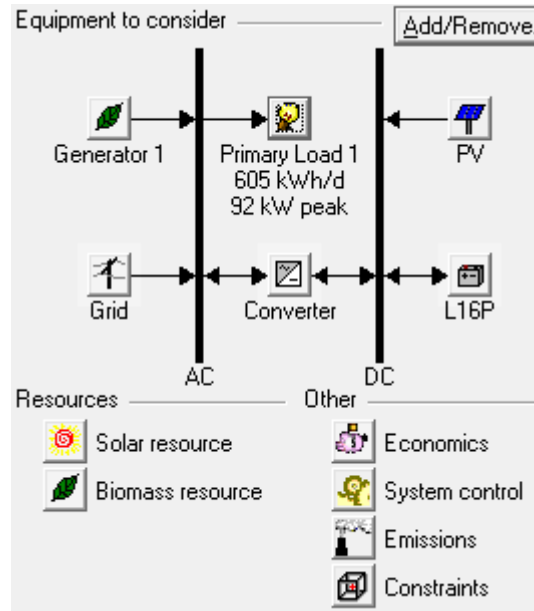 Equipment to consider
Add/Remove
Generator 1
Primary Load 1
605 kWh/d
92 kW peak
PV
Grid
Converter
L16P
AC
DC
Resources
Other
Solar resource
Economics
Biomass resource
System control
Emissions
Constraints